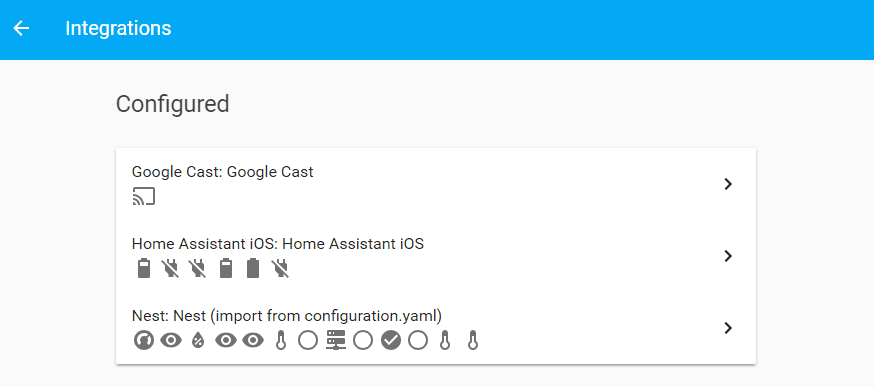 Integrations
Configured
Google Cast: Google Cast
Home Assistant iOS: Home Assistant iOS
Nest: Nest (import from configuration.yaml)